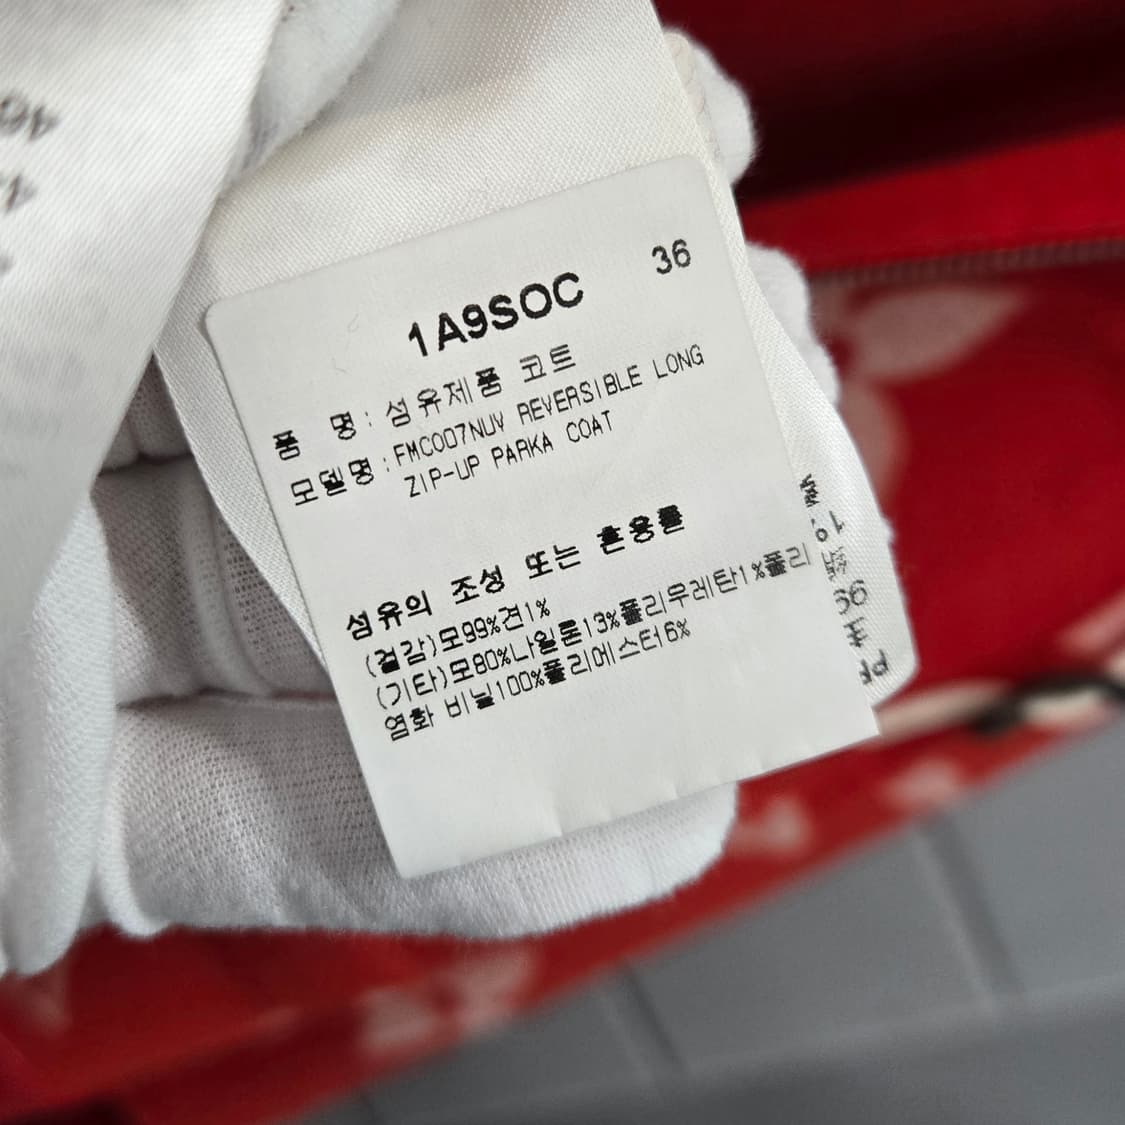 36
1A9SOC
품 명 : 섬유제품 코트
모델명 : FMCO07NUV REVERSIBLE LONG
ZIP-UP PARKA COAT
섬유의 조성 또는 혼용률
(겉감)모99%견1%
(기타)모80%나일론13%폴리우레탄1%폴리
염화 비닐100%폴리에스터6%